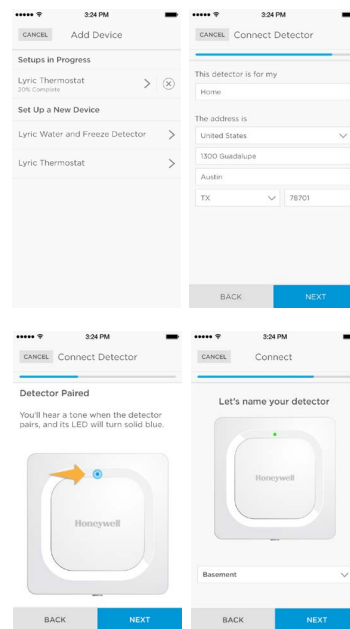 3:24 PM
CANCEL Add Device
Setups in Progress
Lyric Thermostat
20% Complete
Set Up a New Device
Lyric Water and Freeze Detector
Lyric Thermostat
3:24 PM
CANCEL Connect Detector
This detector is for my
Home
The address is
United States
1300 Guadalupe
Austin
TX 78701
BACK NEXT
3:24 PM
CANCEL Connect Detector
Detector Paired
You'll hear a tone when the detector
pairs, and its LED will turn solid blue.
Honeywell
BACK NEXT
3:24 PM
CANCEL Connect
Let's name your detector
Honeywell
Basement
BACK NEXT